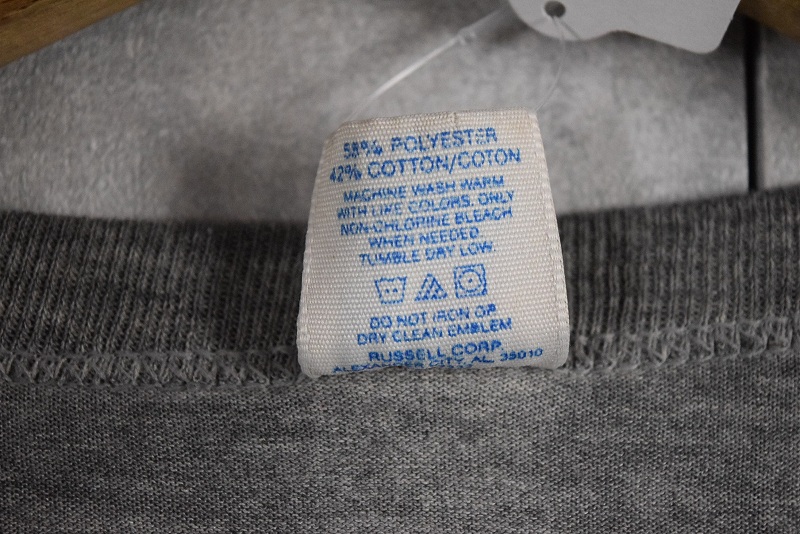 58% POLYESTER
42% COTTON/COTON
MACHINE WASH WARM
WITH LIKE COLORS, ONLY
NON-CHLORINE BLEACH
WHEN NEEDED
TUMBLE DRY LOW
DO NOT IRON OR
DRY CLEAN EMBLEM
RUSSELL CORP
ALEXANDER CITY, AL 35010